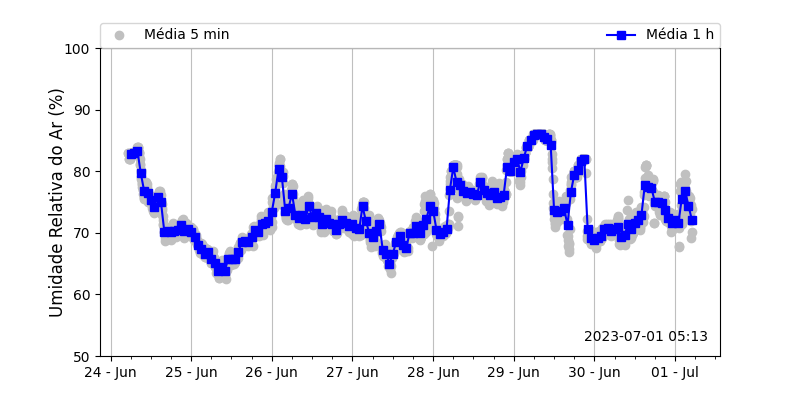 Média 5 min
Média 1 h
Umidade Relativa do Ar (%)
100
90
80
70
60
50
2023-07-01 05:13
24 - Jun
25 - Jun
26 - Jun
27 - Jun
28 - Jun
29 - Jun
30 - Jun
01 - Jul